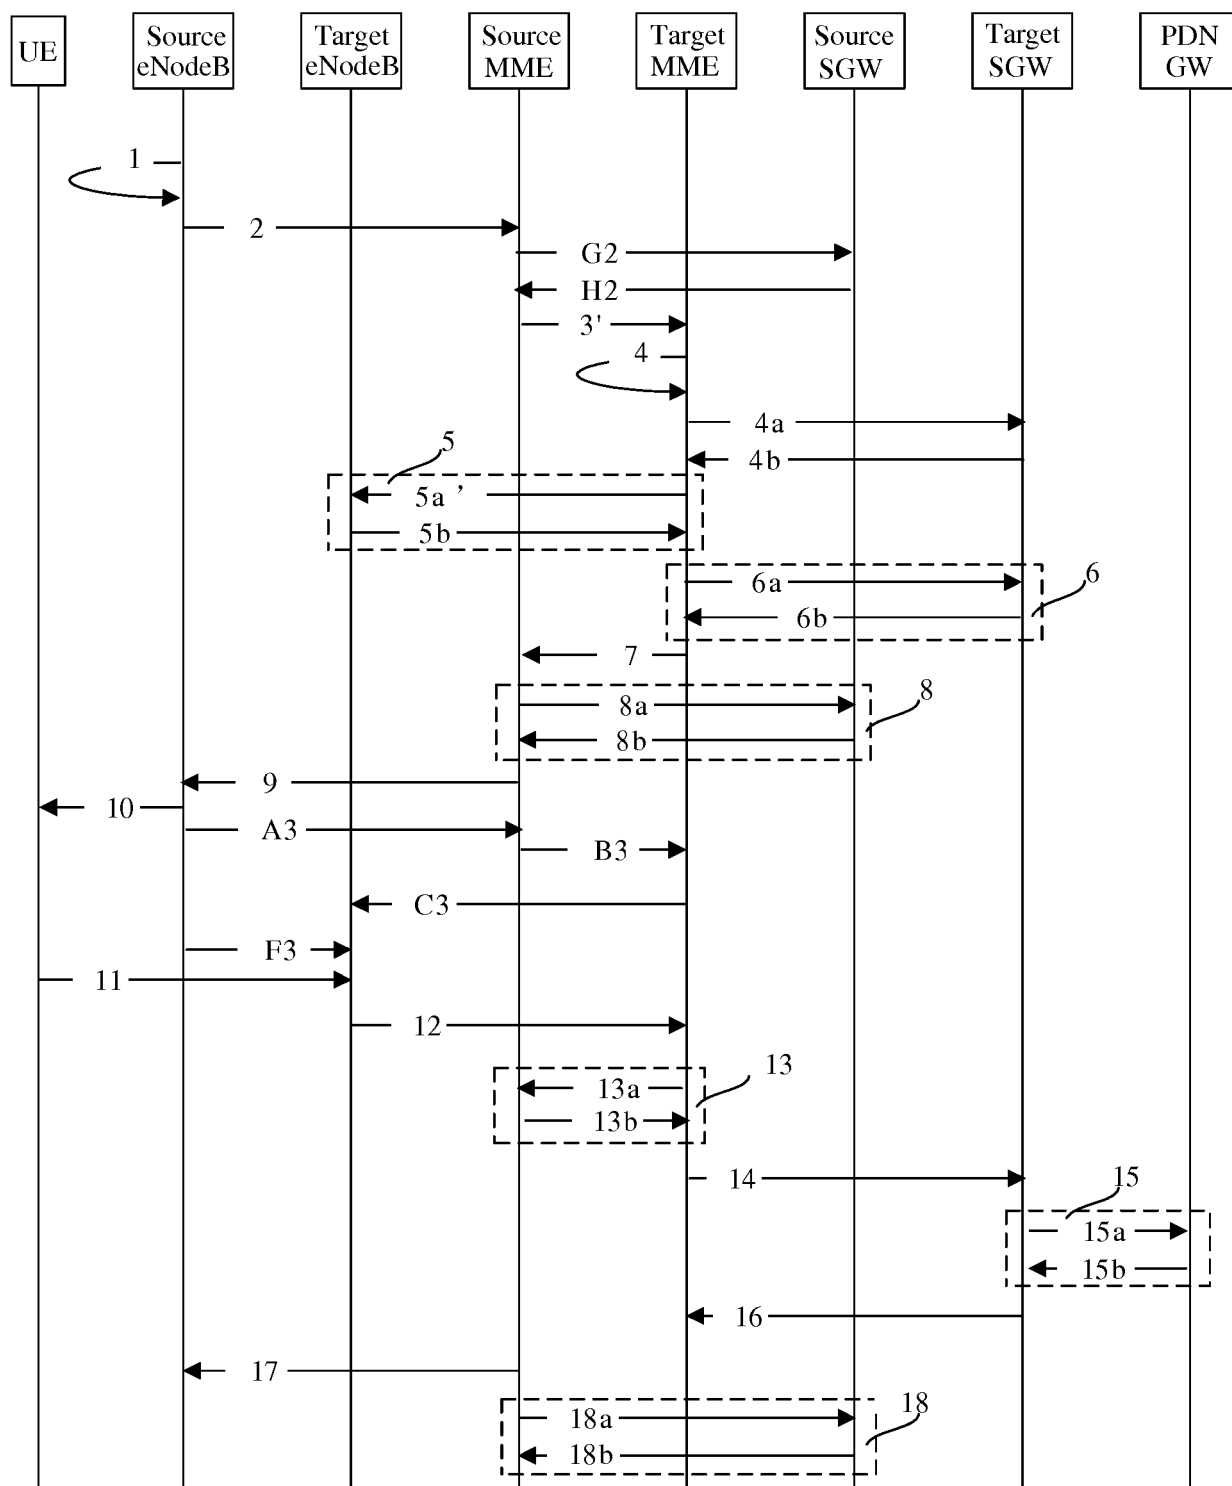 UE
Source
eNodeB
Target
eNodeB
Source
MME
Target
MME
Source
SGW
Target
SGW
PDN
GW
1
2
G2
H2
3'
4
4a
4b
5
5a’
5b
6
6a
6b
7
8
8a
8b
9
10
A3
B3
C3
F3
11
12
13
13a
13b
14
15
15a
15b
16
17
18
18a
18b